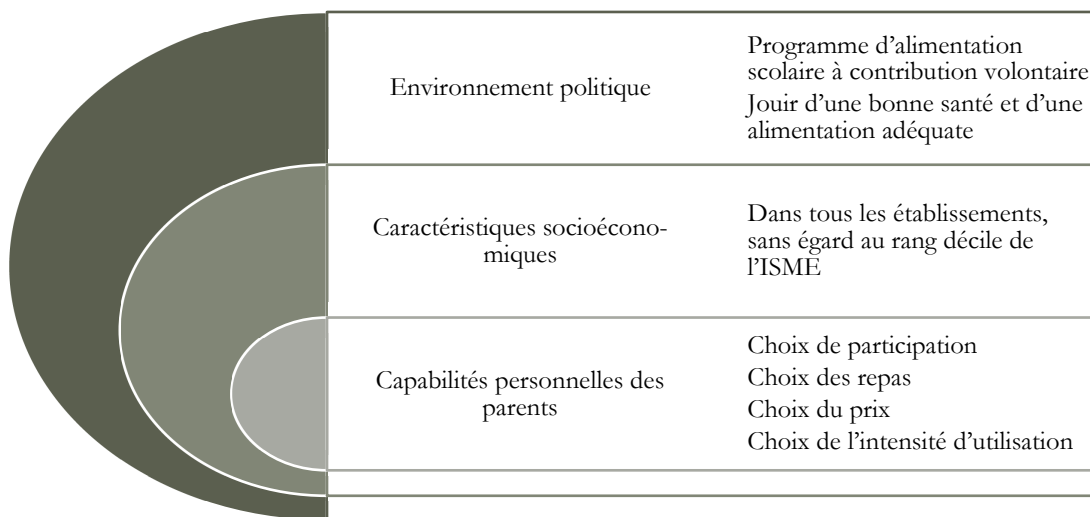 Environnement politique
Programme d’alimentation
scolaire à contribution volontaire
Jouir d’une bonne santé et d’une
alimentation adéquate
Caractéristiques socioécono-
miques
Dans tous les établissements,
sans égard au rang décile de
l’ISME
Capabilités personnelles des
parents
Choix de participation
Choix des repas
Choix du prix
Choix de l’intensité d’utilisation